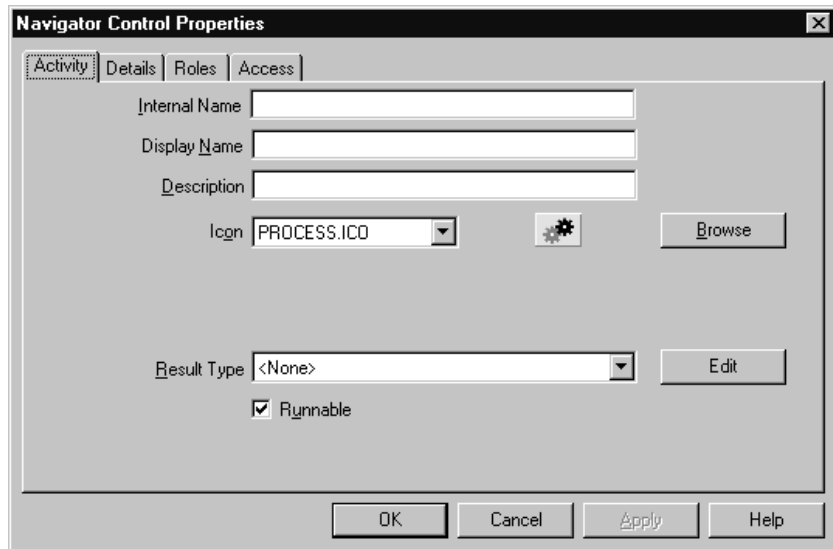 Navigator Control Properties
Activity Details Roles Access
Internal Name
Display Name
Description
Icon PROCESS.ICO Browse
Result Type <None> Edit
Runnable
OK Cancel Apply Help